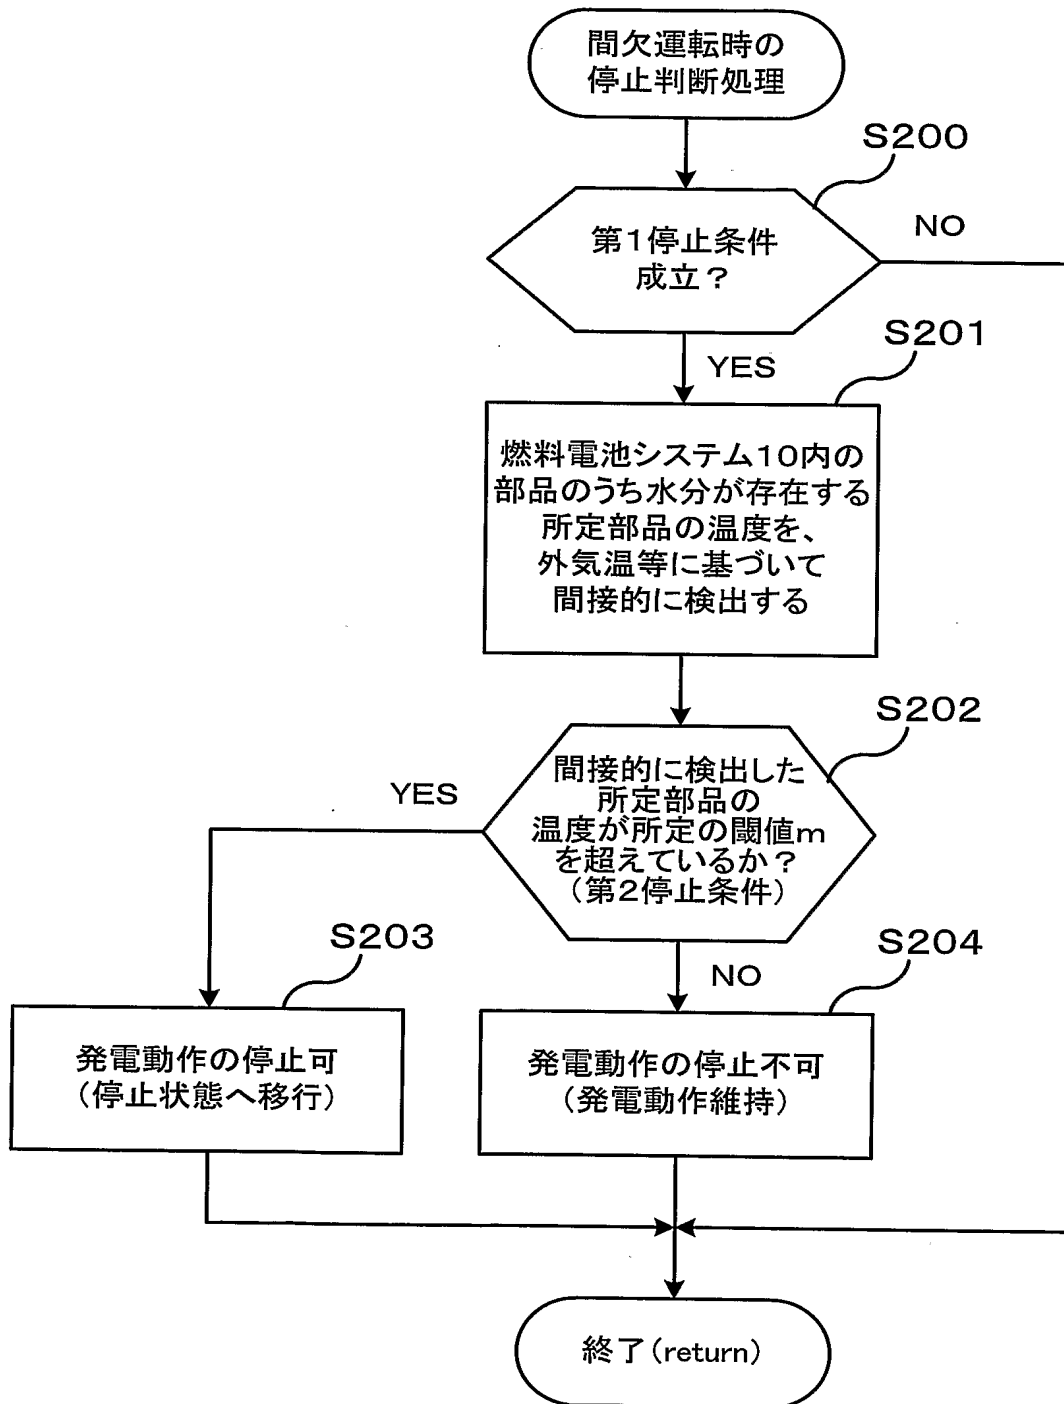 間欠運転時の
停止判断処理
S200
第1停止条件
成立?
NO
YES
S201
燃料電池システム10内の
部品のうち水分が存在する
所定部品の温度を、
外気温等に基づいて
間接的に検出する
S202
間接的に検出した
所定部品の
温度が所定の閾値m
を超えているか?
(第2停止条件)
YES
NO
S203
発電動作の停止可
(停止状態へ移行)
S204
発電動作の停止不可
(発電動作維持)
終了(return)